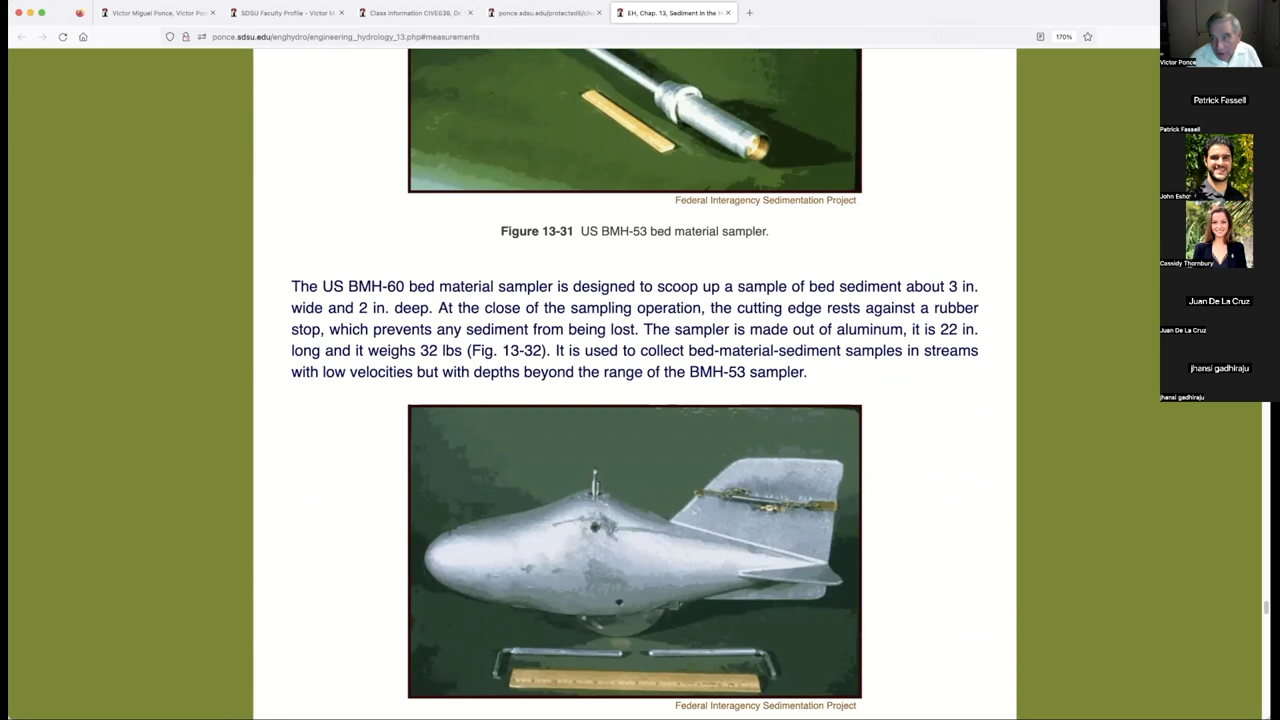 Victor Miguel Ponce, Victor Pon
SDSU Faculty Profile - Victor M
Class information CIVE638, Dr.
ponce.sdsu.edu/protected6/cive
EH, Chap. 13, Sediment in the H
ponce.sdsu.edu/enghydro/engineering_hydrology_13.php#measurements
170%
Victor Ponce
Patrick Fassell
Patrick Fassell
John Esho
Cassidy Thornbury
Juan De La Cruz
Juan De La Cruz
jhansi gadhiraju
jhansi gadhiraju
Federal Interagency Sedimentation Project
Figure 13-31 US BMH-53 bed material sampler.
The US BMH-60 bed material sampler is designed to scoop up a sample of bed sediment about 3 in.
wide and 2 in. deep. At the close of the sampling operation, the cutting edge rests against a rubber
stop, which prevents any sediment from being lost. The sampler is made out of aluminum, it is 22 in.
long and it weighs 32 lbs (Fig. 13-32). It is used to collect bed-material-sediment samples in streams
with low velocities but with depths beyond the range of the BMH-53 sampler.
Federal Interagency Sedimentation Project